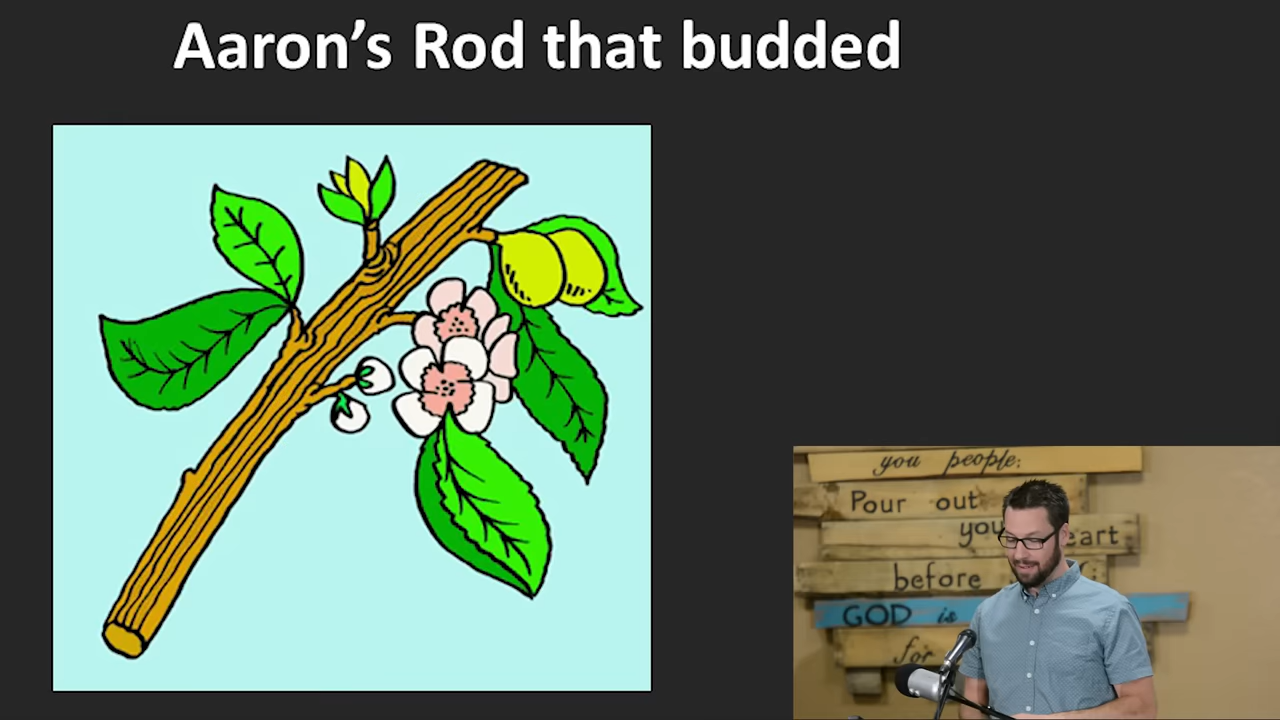 Aaron’s Rod that budded
you people:
Pour out
you
eart
before
GOD is
for